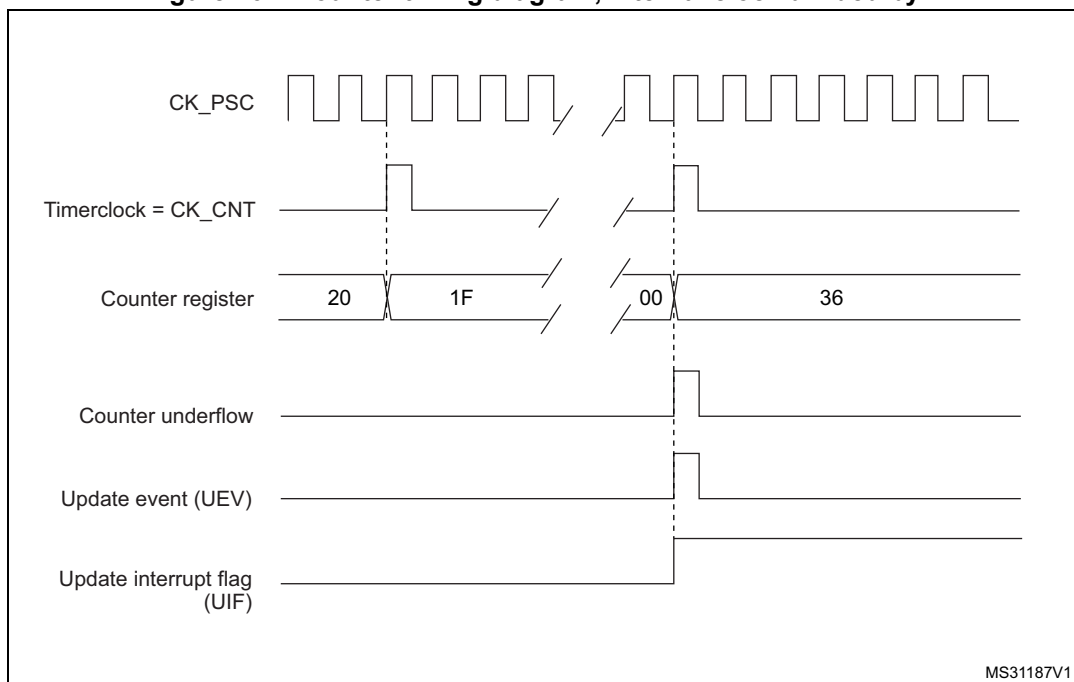 CK_PSC
Timerclock = CK_CNT
Counter register
20
1F
00
36
Counter underflow
Update event (UEV)
Update interrupt flag
(UIF)
MS31187V1